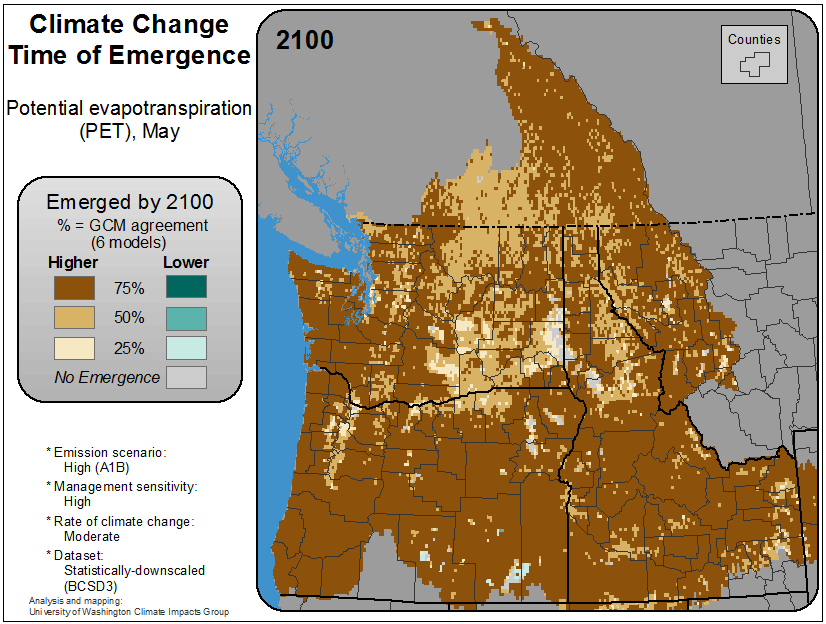 Climate Change
Time of Emergence
Potential evapotranspiration
(PET), May
Emerged by 2100
% = GCM agreement
(6 models)
Higher Lower
75%
50%
25%
No Emergence
* Emission scenario:
High (A1B)
* Management sensitivity:
High
* Rate of climate change:
Moderate
* Dataset:
Statistically-downscaled
(BCSD3)
Analysis and mapping:
University of Washington Climate Impacts Group
2100
Counties